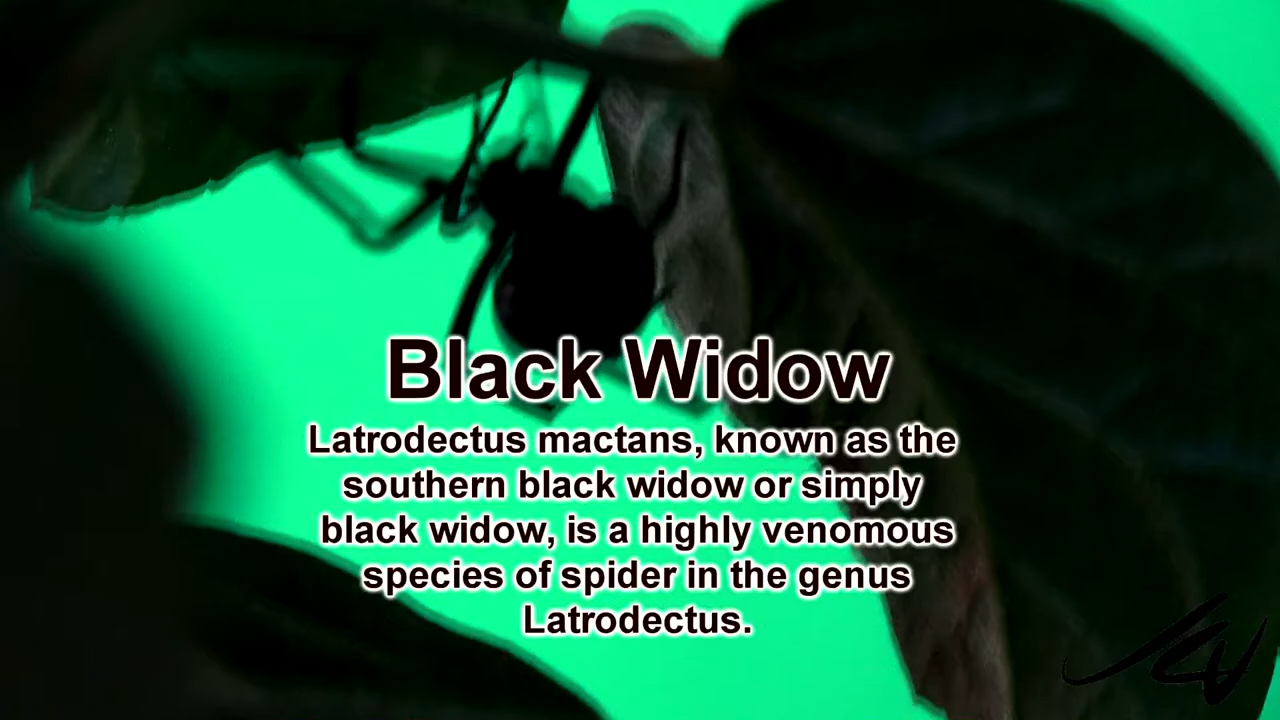 Black Widow
Latrodectus mactans, known as the
southern black widow or simply
black widow, is a highly venomous
species of spider in the genus
Latrodectus.